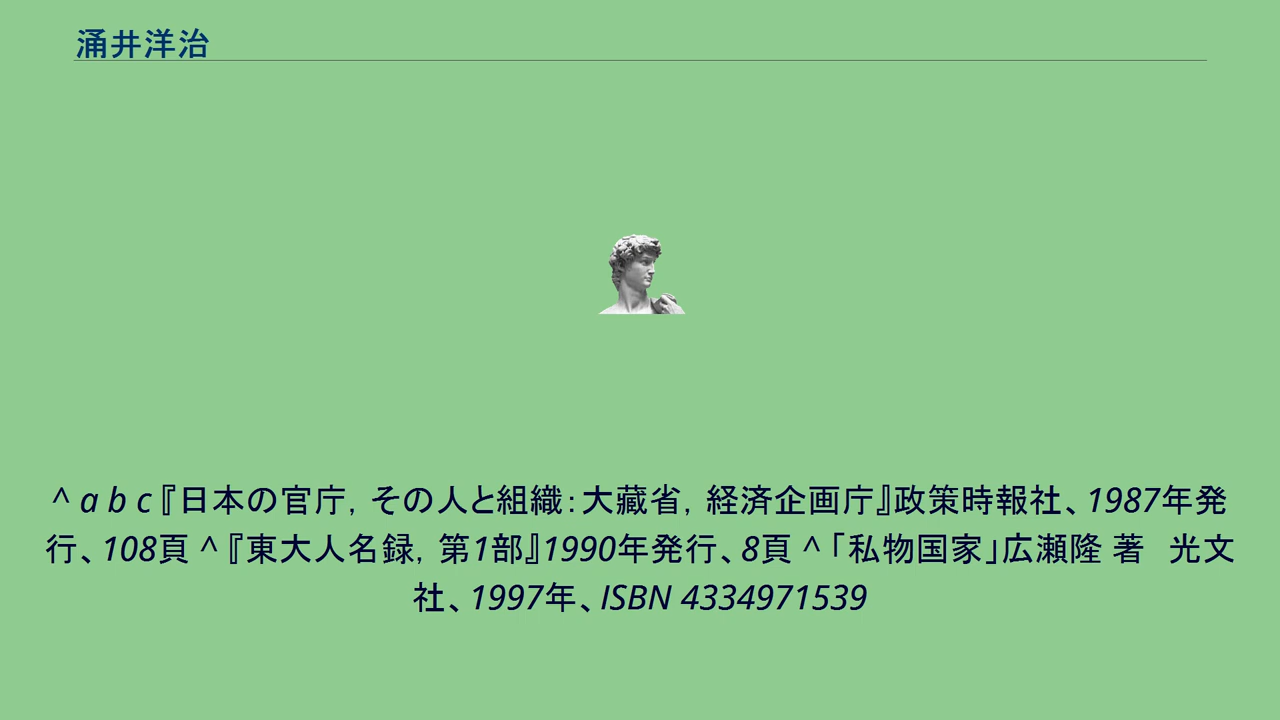 涌井洋治
^ a b c『日本の官庁, その人と組織：大藏省, 経済企画庁』政策時報社、1987年発
行、108頁 ^『東大人名録, 第1部』1990年発行、8頁 ^「私物国家」広瀬隆 著　光文
社、1997年、ISBN 4334971539